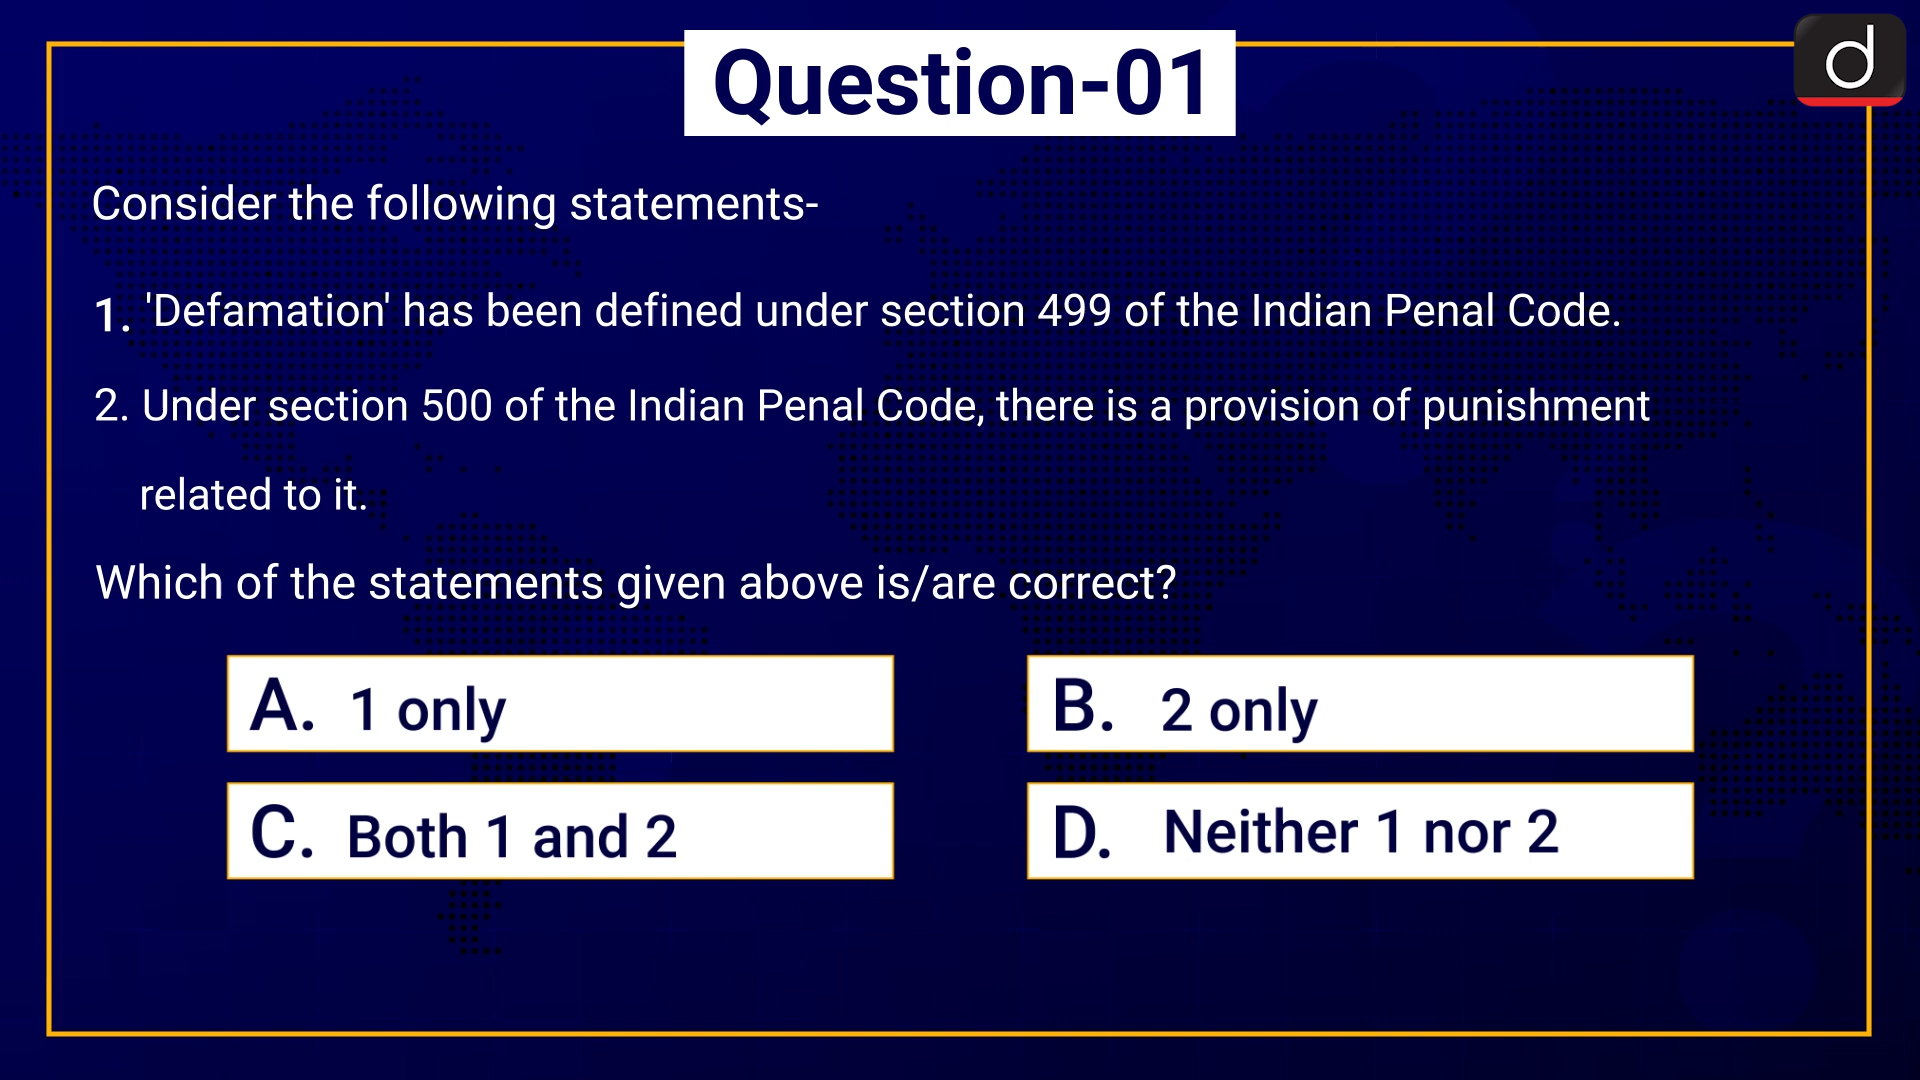 Question-01
d
Consider the following statements-
1. 'Defamation' has been defined under section 499 of the Indian Penal Code.
2. Under section 500 of the Indian Penal Code, there is a provision of punishment
related to it.
Which of the statements given above is/are correct?
A. 1 only
B. 2 only
C. Both 1 and 2
D. Neither 1 nor 2